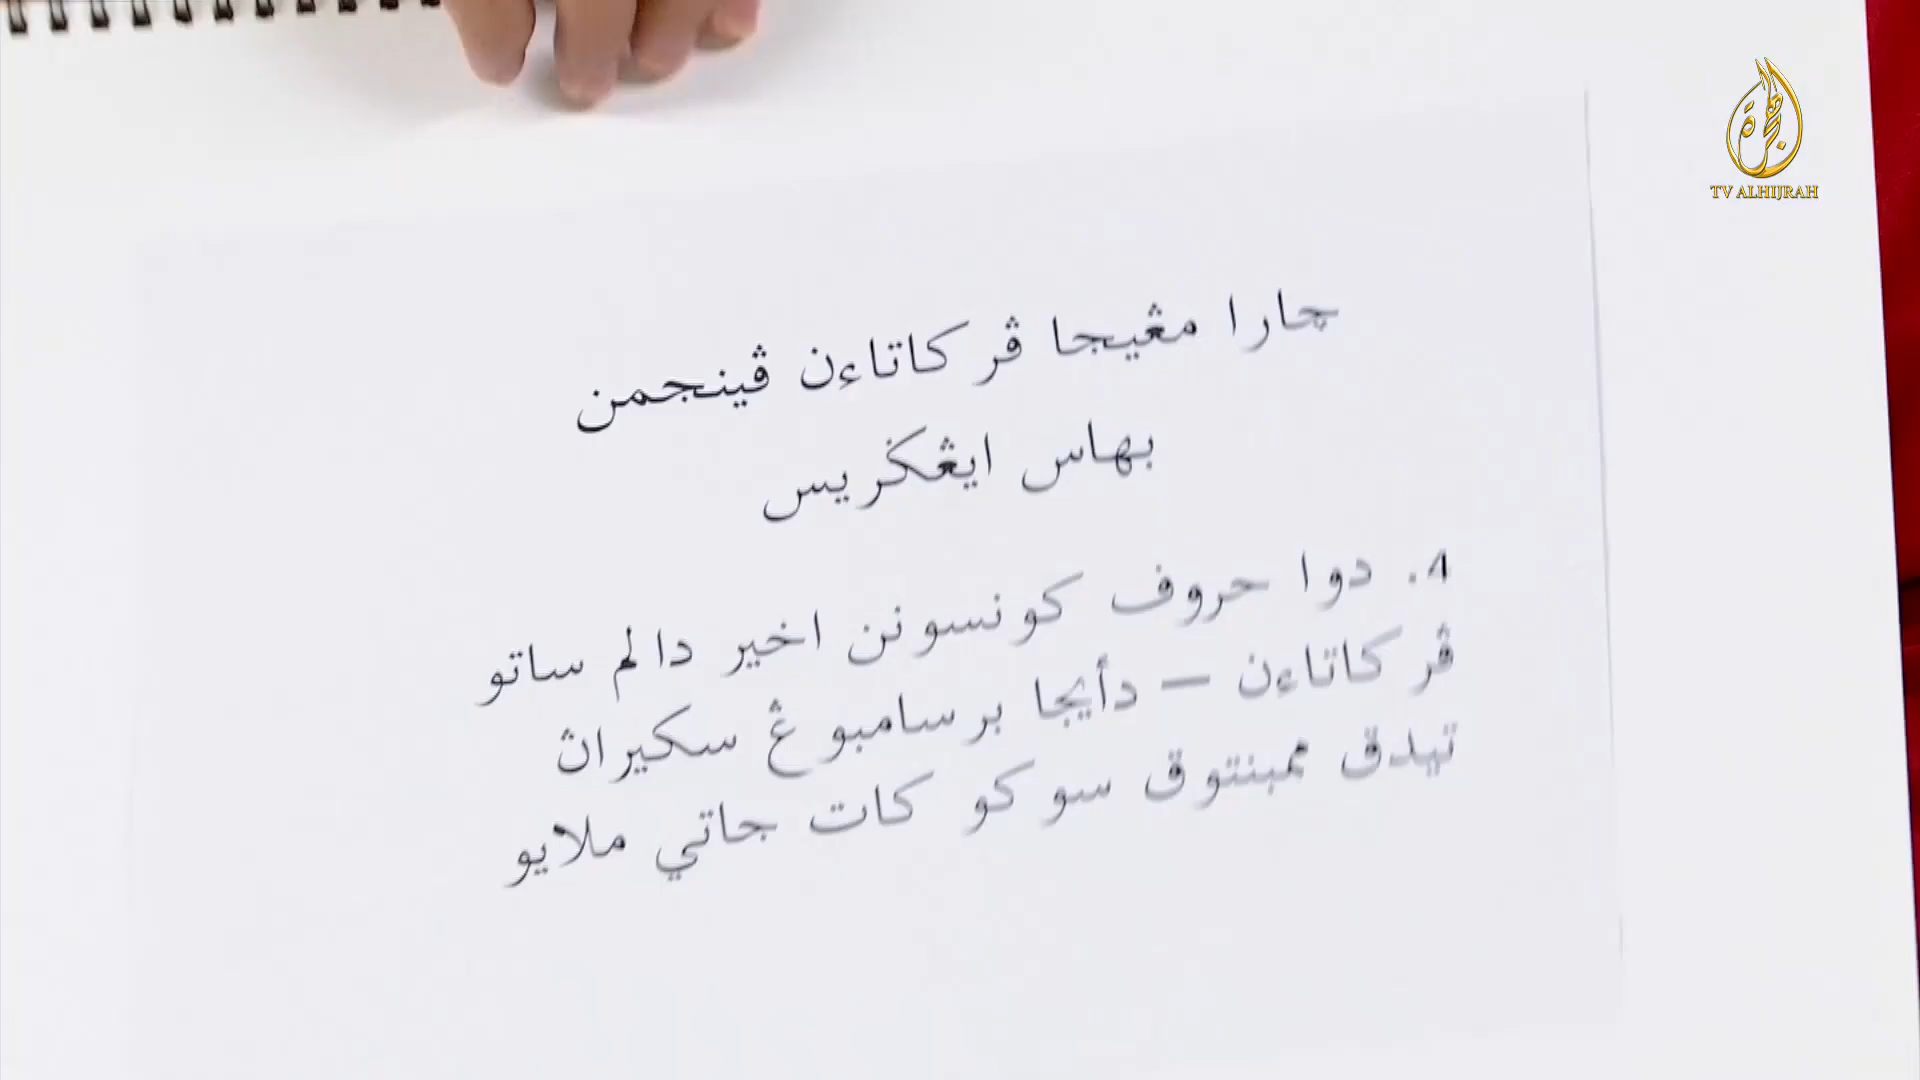 چارا مڠيجا ڤرکاتاءن ڤينجمن
بهاس ايڠݢريس
4. دوا حروف کونسونن اخير دالم ساتو
ڤرکاتاءن – دأيجا برسامبوڠ سکيراڽ
تيدق ممبنتوق سوکو کات جاتي ملايو
TV ALHIJRAH